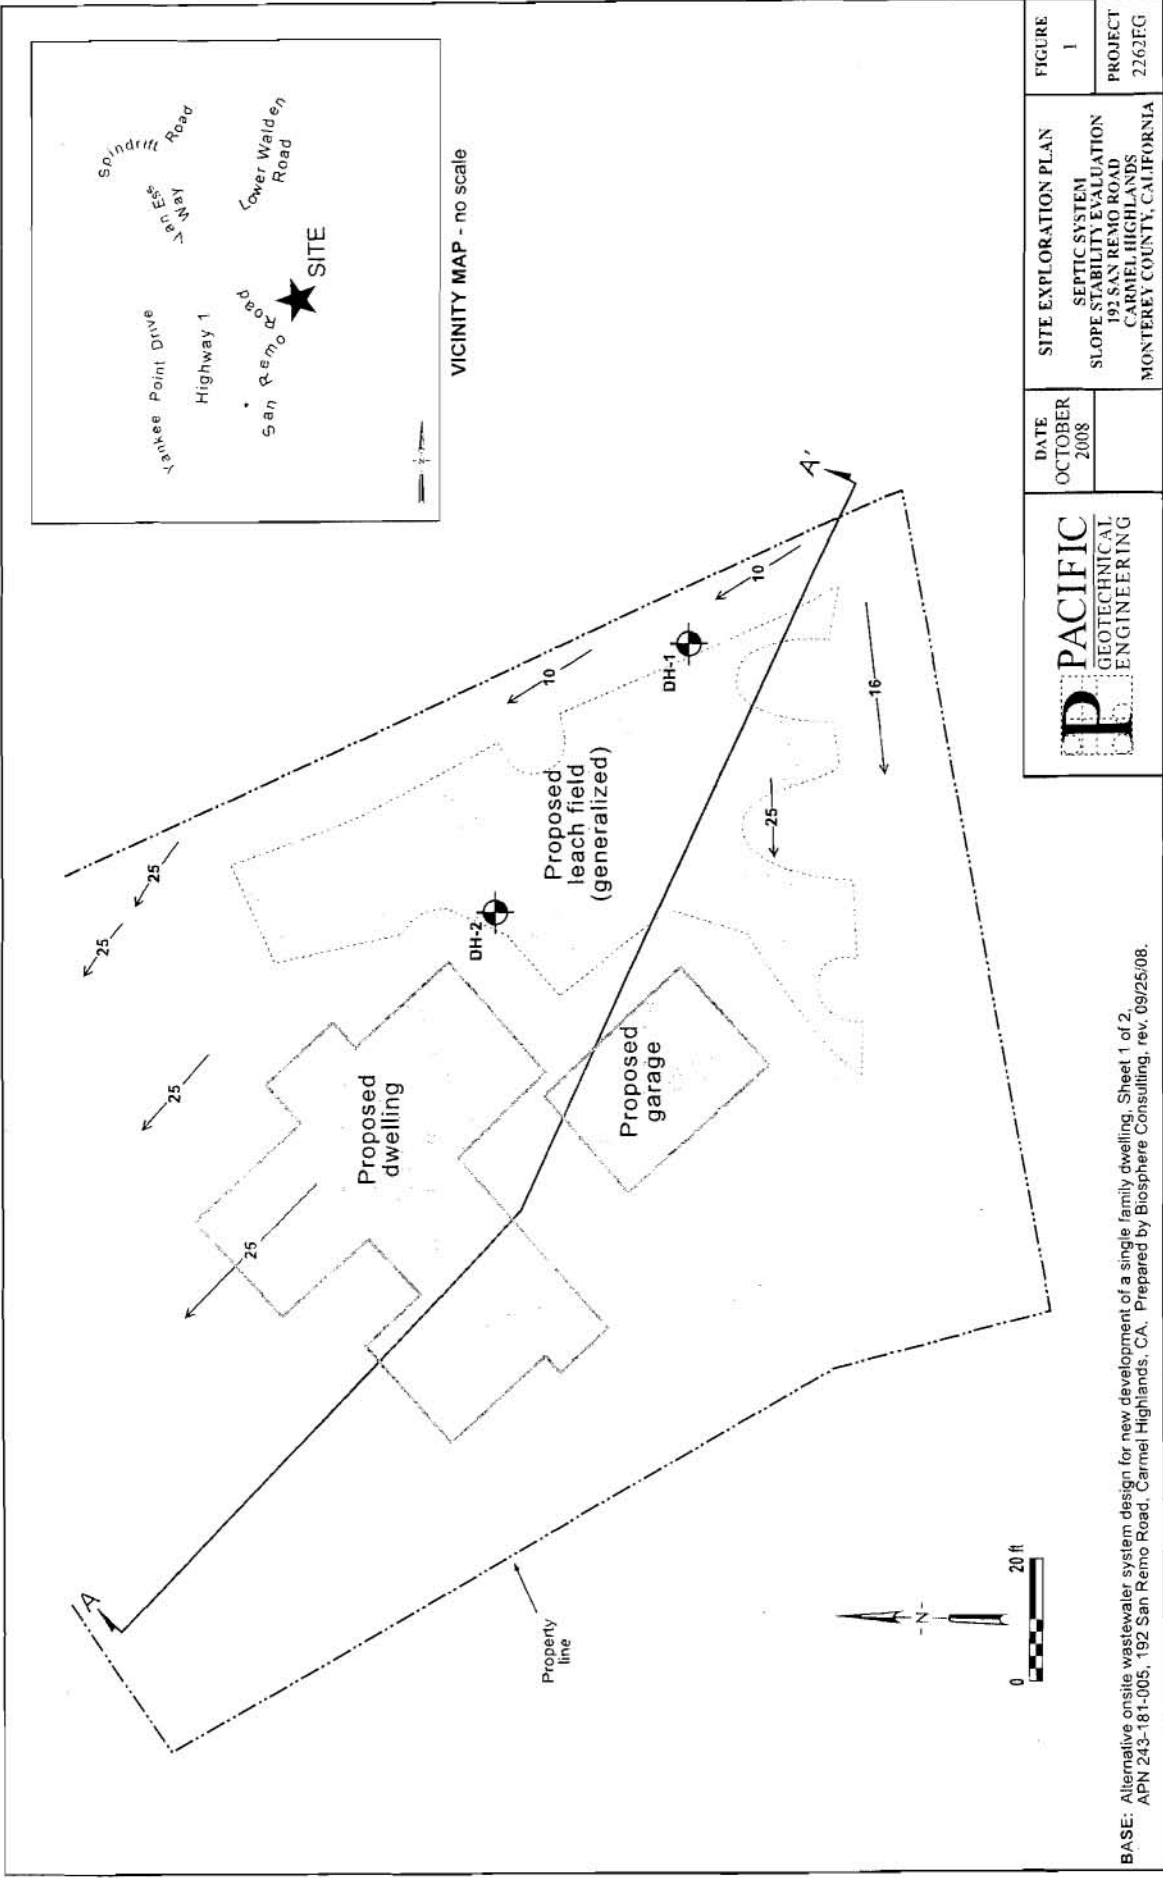 Spindrift Road
Van Ess
Way
Lower Walden
Road
Yankee Point Drive
Highway 1
San Remo Road
SITE
VICINITY MAP - no scale
A
A'
25
25
25
25
10
10
16
25
DH-1
DH-2
Proposed
dwelling
Proposed
leach field
(generalized)
Proposed
garage
Property
line
-N-
0
20 ft
BASE: Alternative onsite wastewater system design for new development of a single family dwelling, Sheet 1 of 2,
APN 243-181-005, 192 San Remo Road, Carmel Highlands, CA. Prepared by Biosphere Consulting, rev. 09/25/08.
P
PACIFIC
GEOTECHNICAL
ENGINEERING
DATE
OCTOBER
2008
SITE EXPLORATION PLAN
SEPTIC SYSTEM
SLOPE STABILITY EVALUATION
192 SAN REMO ROAD
CARMEL HIGHLANDS
MONTEREY COUNTY, CALIFORNIA
FIGURE
1
PROJECT
2262EG